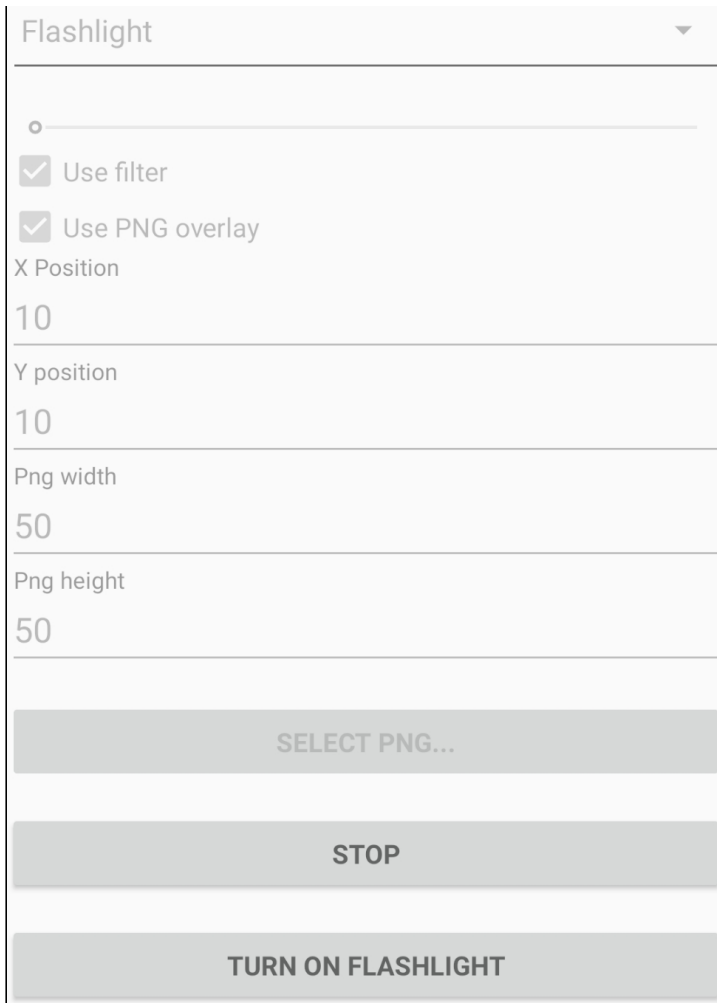 Flashlight
Use filter
Use PNG overlay
X Position
10
Y position
10
Png width
50
Png height
50
SELECT PNG...
STOP
TURN ON FLASHLIGHT